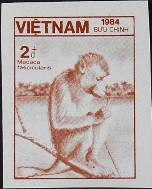 VIỆTNAM
1984
BƯU CHÍNH
2đ
Macaca
fascicularis